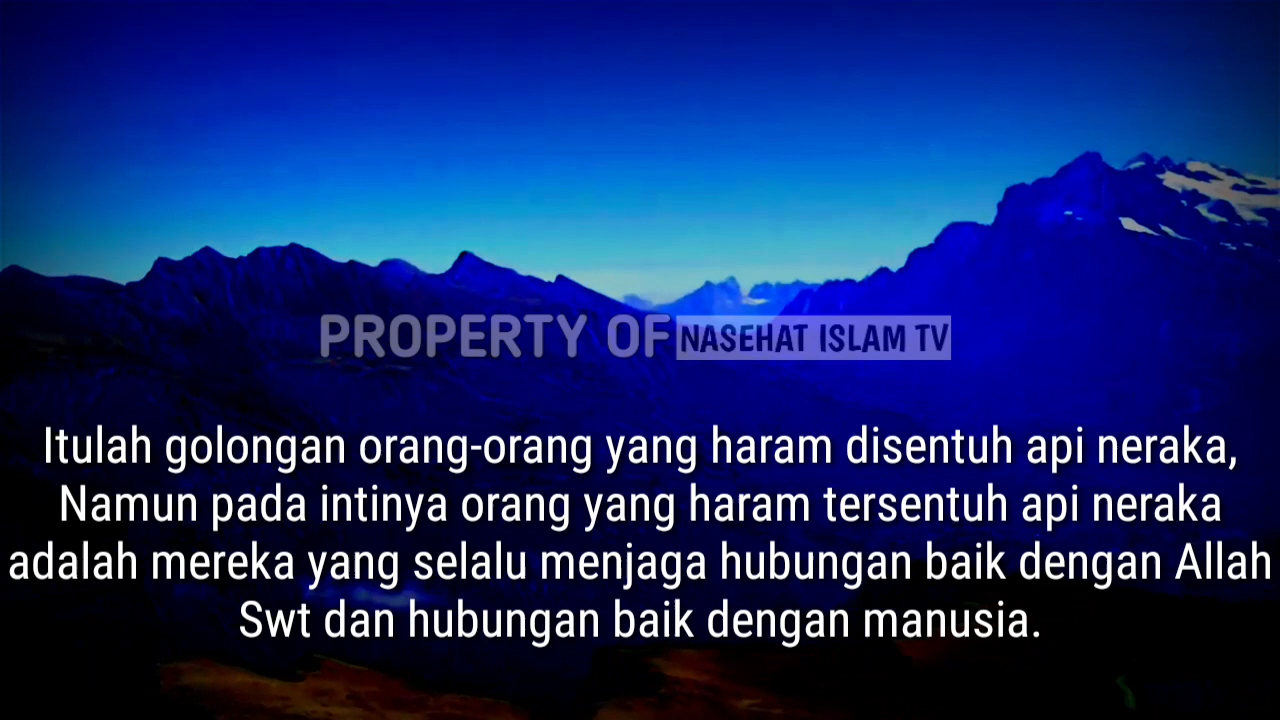 PROPERTY OF NASEHAT ISLAM TV
Itulah golongan orang-orang yang haram disentuh api neraka,
Namun pada intinya orang yang haram tersentuh api neraka
adalah mereka yang selalu menjaga hubungan baik dengan Allah
Swt dan hubungan baik dengan manusia.